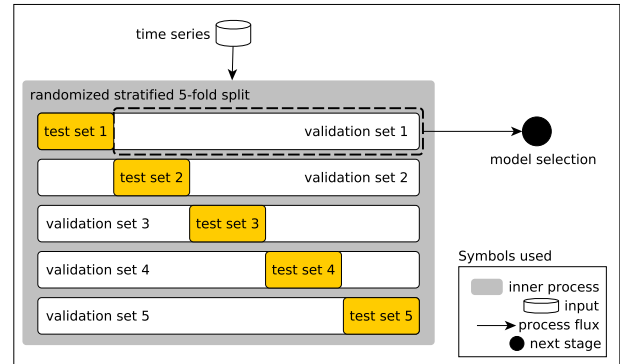 time series
randomized stratified 5-fold split
test set 1 validation set 1
model selection
test set 2 validation set 2
validation set 3 test set 3
validation set 4 test set 4
validation set 5 test set 5
Symbols used
inner process
input
process flux
next stage